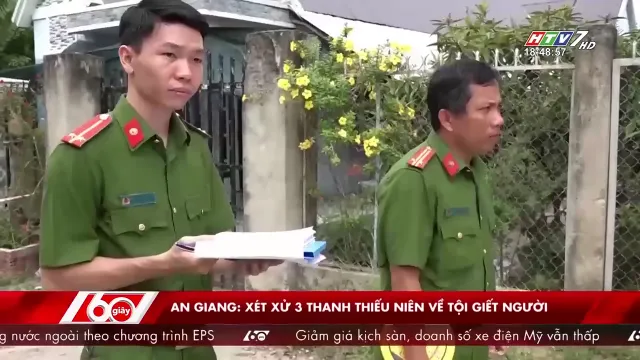 HTV7 HD
18:48:57
60 giây
AN GIANG: XÉT XỬ 3 THANH THIẾU NIÊN VỀ TỘI GIẾT NGƯỜI
g nước ngoài theo chương trình EPS
Giảm giá kịch sàn, doanh số xe điện Mỹ vẫn thấp